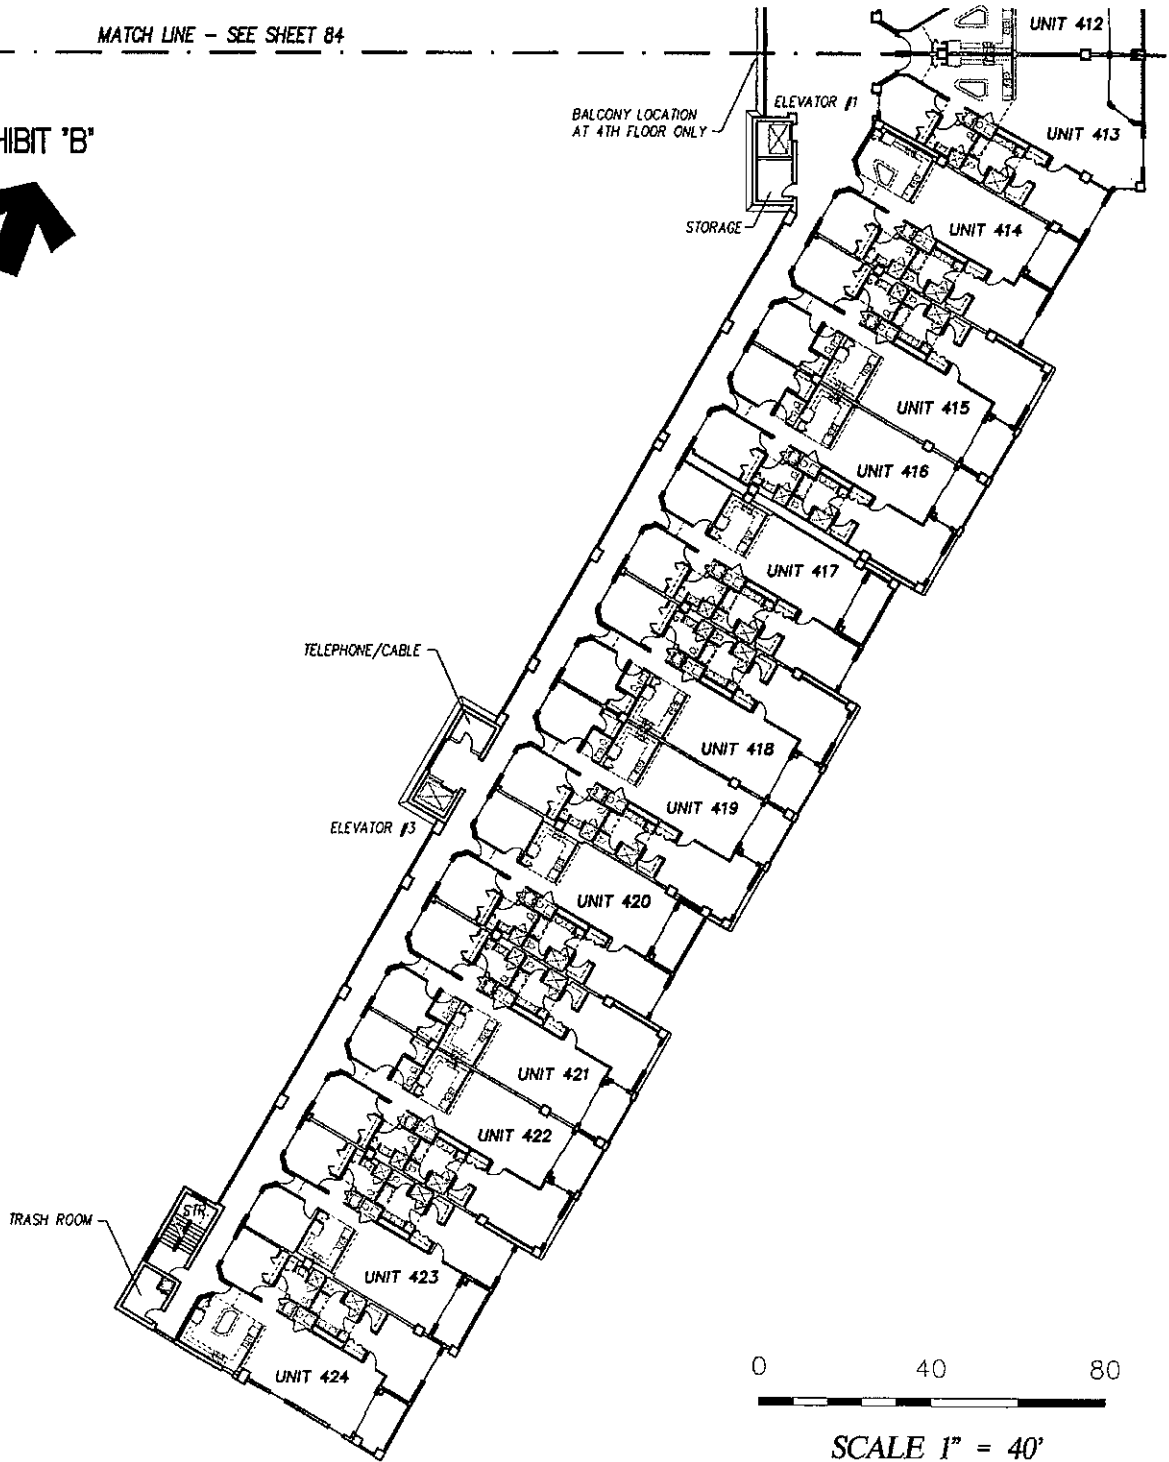 MATCH LINE - SEE SHEET 84
UNIT 412
HIBIT "B"
ELEVATOR #1
BALCONY LOCATION
AT 4TH FLOOR ONLY
UNIT 413
STORAGE
UNIT 414
UNIT 415
UNIT 416
UNIT 417
TELEPHONE/CABLE
UNIT 418
UNIT 419
ELEVATOR #3
UNIT 420
UNIT 421
UNIT 422
STR.
TRASH ROOM
UNIT 423
UNIT 424
0 40 80
SCALE 1" = 40'